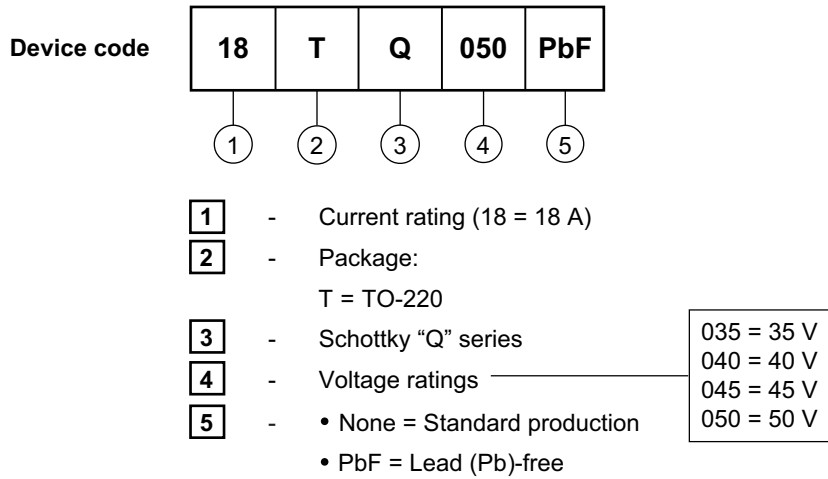 Device code 18 T Q 050 PbF
1 2 3 4 5
1 - Current rating (18 = 18 A)
2 - Package:
T = TO-220
3 - Schottky “Q” series
4 - Voltage ratings
5 - • None = Standard production
• PbF = Lead (Pb)-free
035 = 35 V
040 = 40 V
045 = 45 V
050 = 50 V